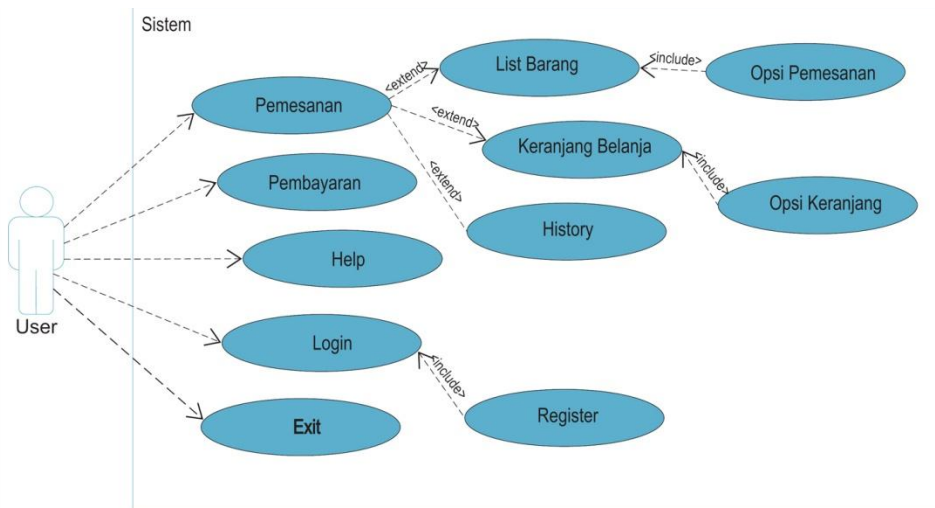 Sistem
List Barang
<include>
Opsi Pemesanan
<extend>
Pemesanan
<extend>
Keranjang Belanja
<include>
Opsi Keranjang
<extend>
History
Pembayaran
Help
User
Login
<include>
Register
Exit